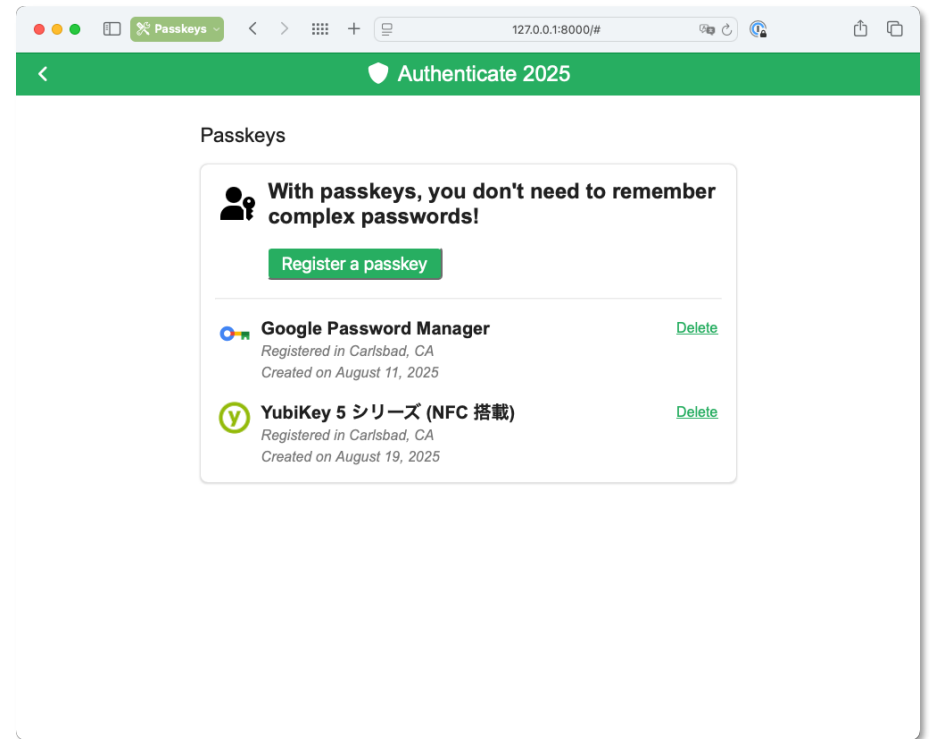 Passkeys
127.0.0.1:8000/#
Authenticate 2025
Passkeys
With passkeys, you don't need to remember
complex passwords!
Register a passkey
Google Password Manager
Delete
Registered in Carlsbad, CA
Created on August 11, 2025
YubiKey 5 シリーズ (NFC 搭載)
Delete
Registered in Carlsbad, CA
Created on August 19, 2025